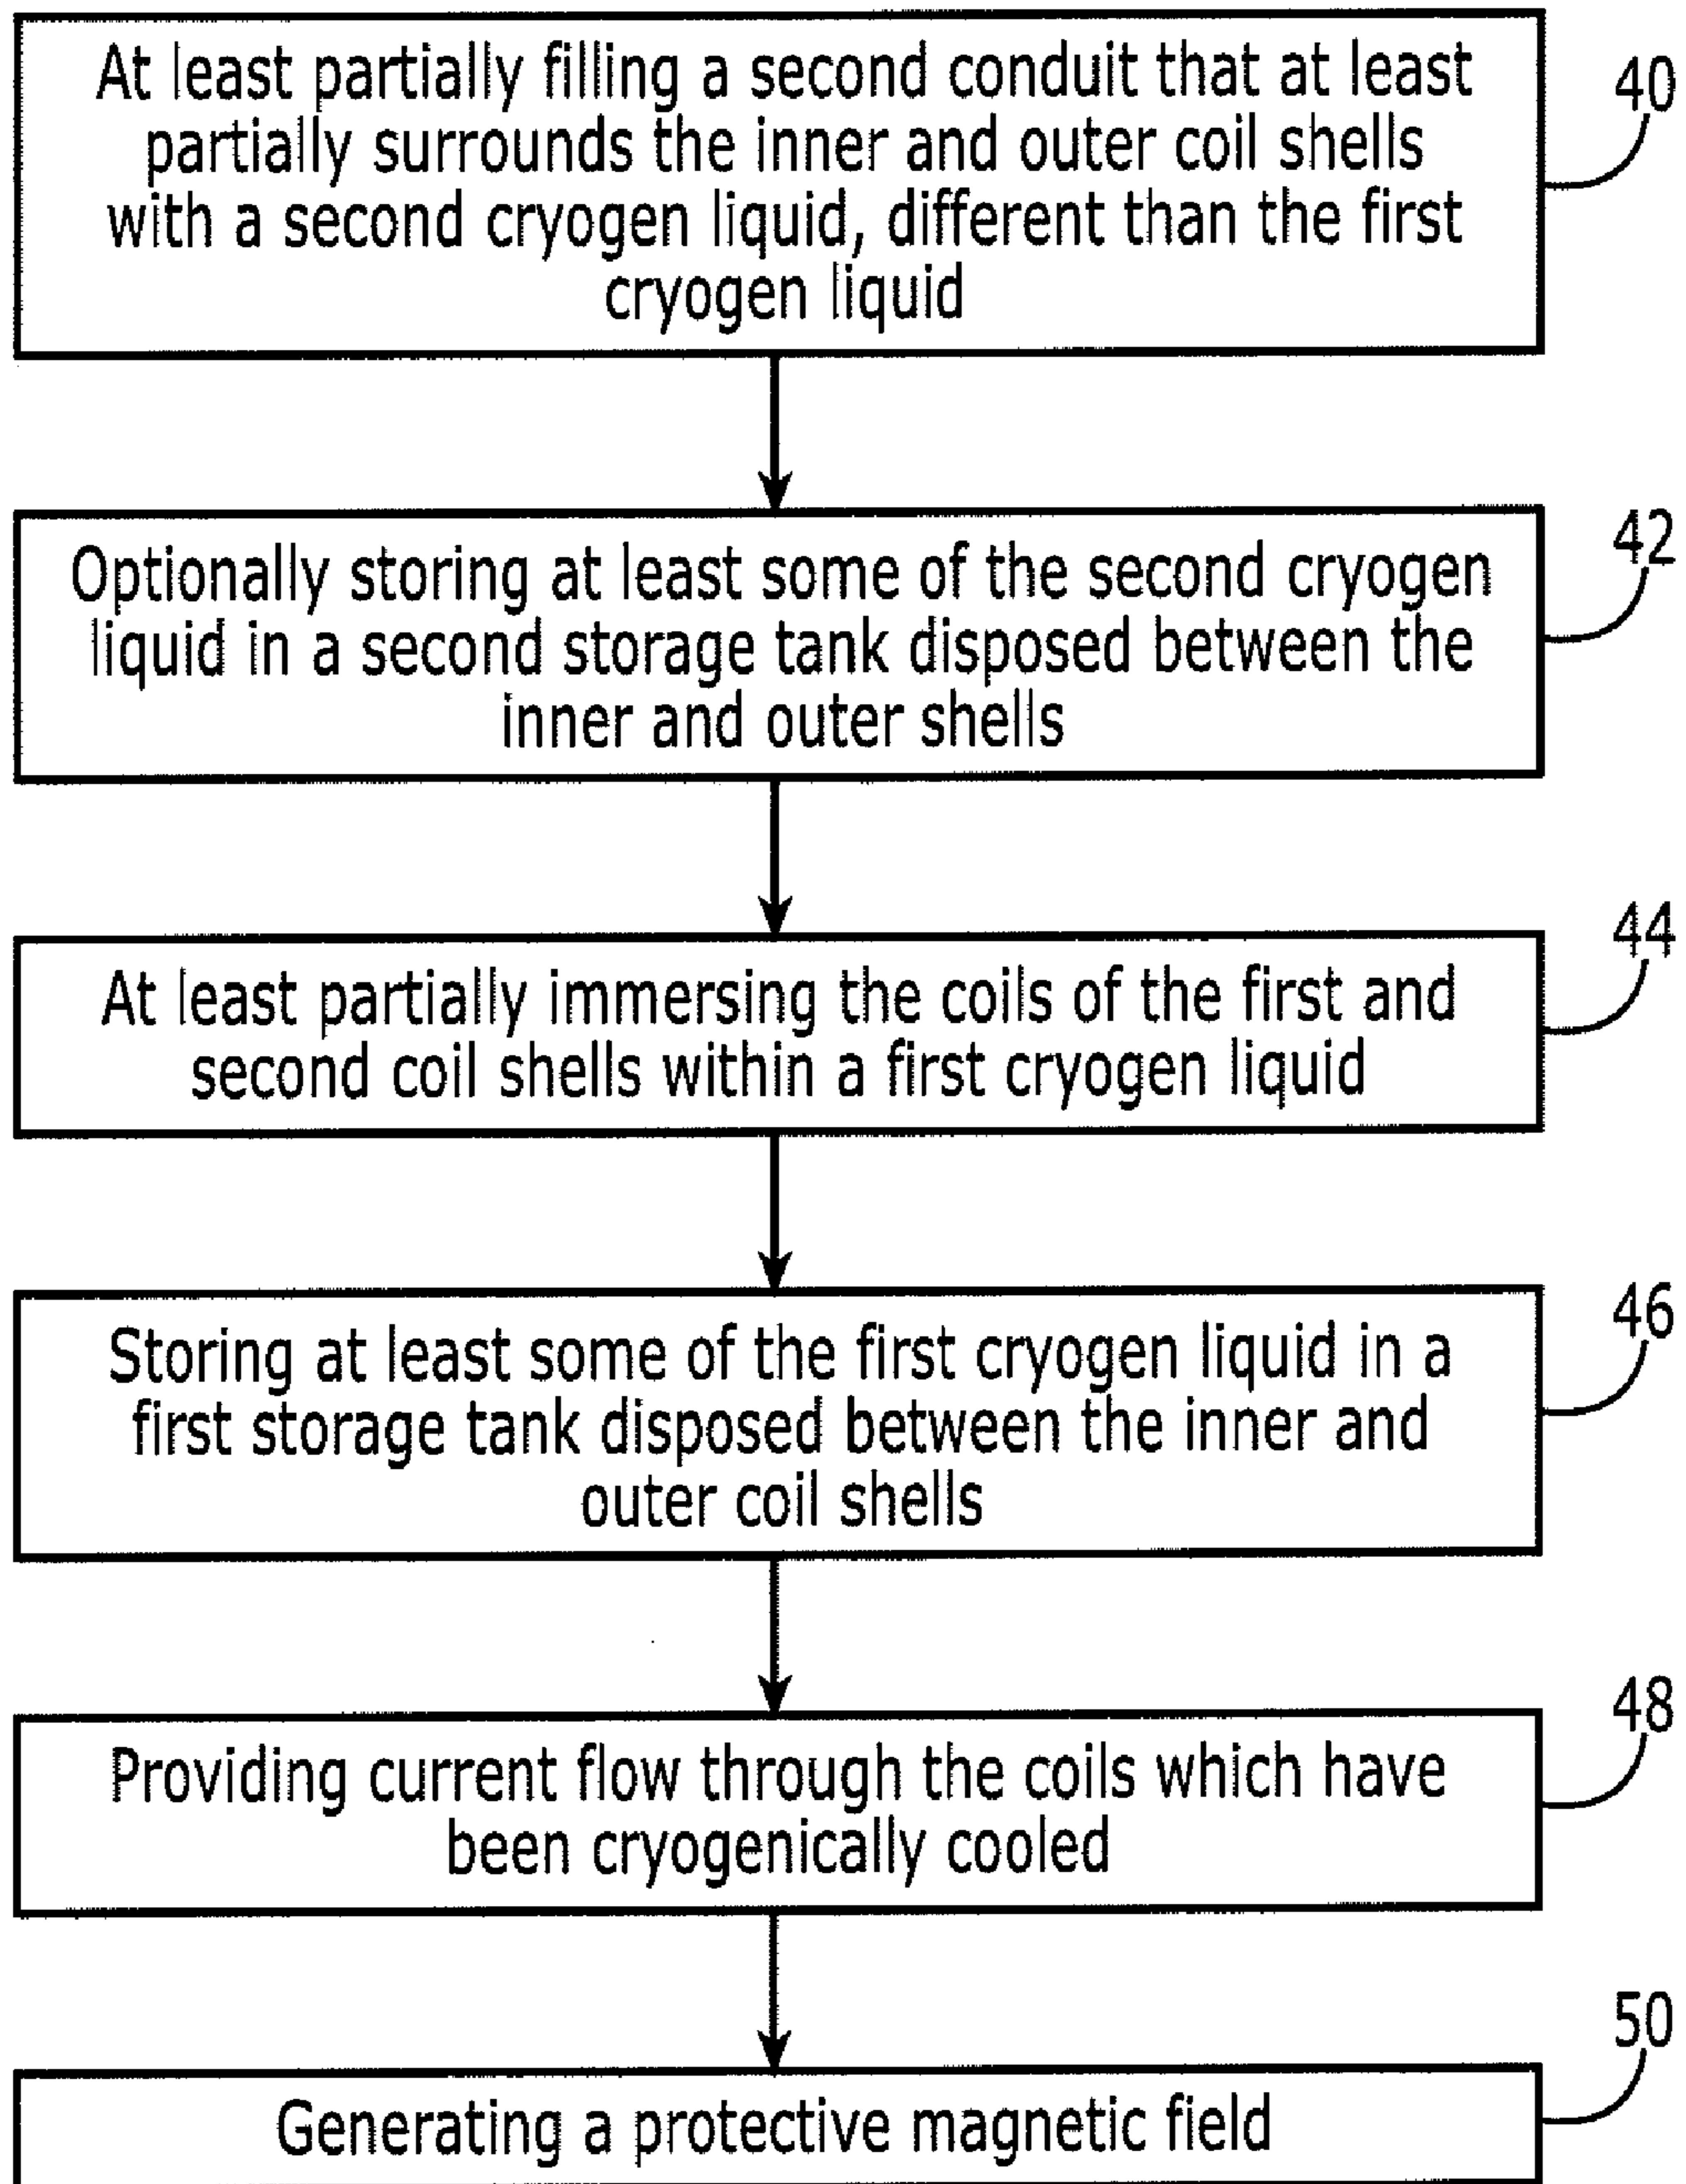 At least partially filling a second conduit that at least
partially surrounds the inner and outer coil shells
with a second cryogen liquid, different than the first
cryogen liquid
40
Optionally storing at least some of the second cryogen
liquid in a second storage tank disposed between the
inner and outer shells
42
At least partially immersing the coils of the first and
second coil shells within a first cryogen liquid
44
Storing at least some of the first cryogen liquid in a
first storage tank disposed between the inner and
outer coil shells
46
Providing current flow through the coils which have
been cryogenically cooled
48
Generating a protective magnetic field
50